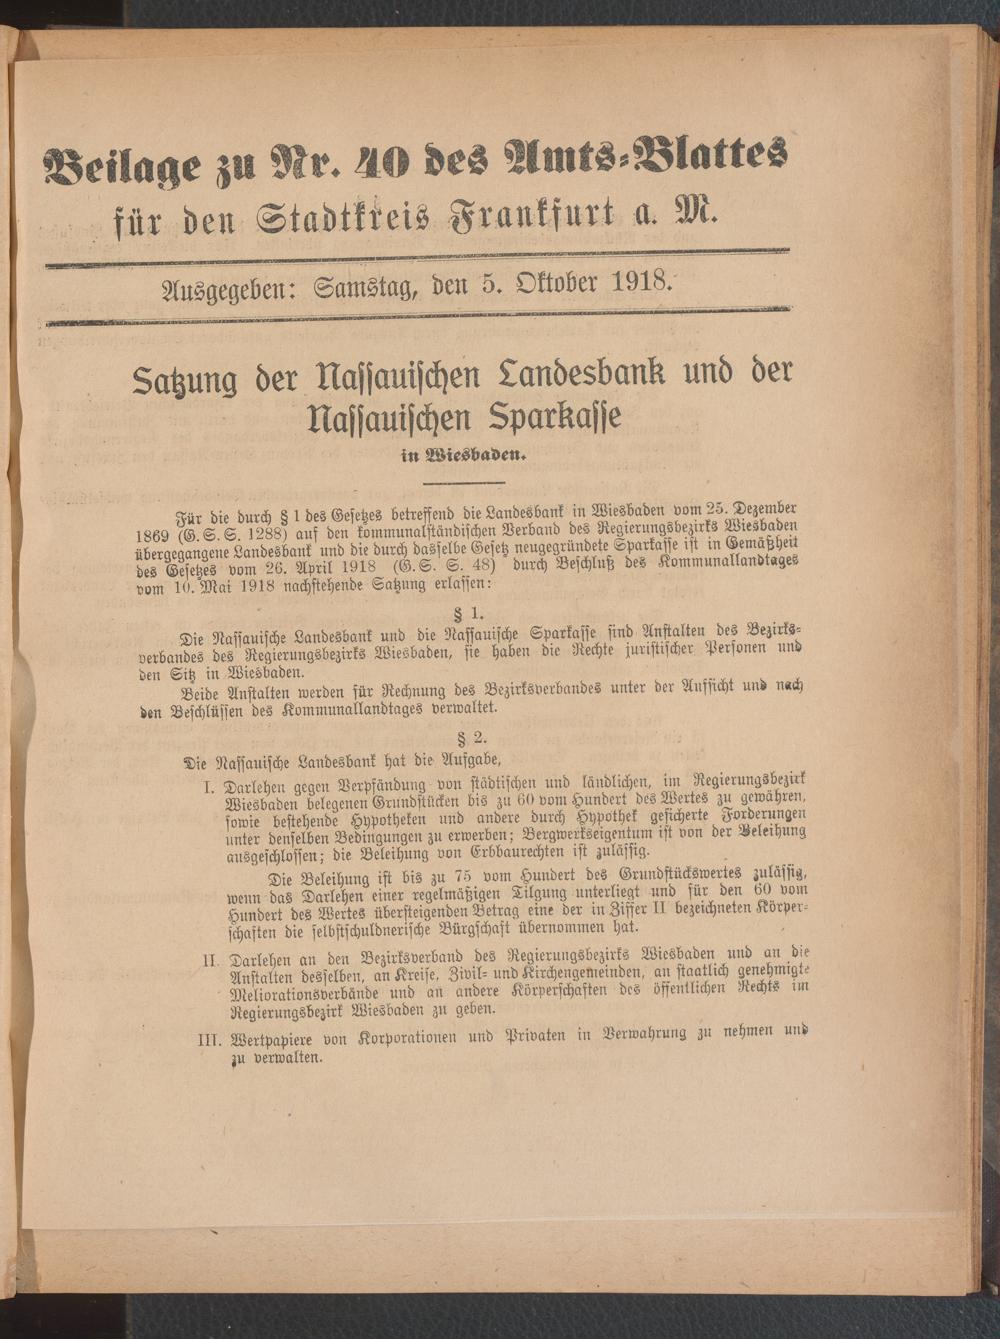 Beilage zu Nr. 40 des Amts-Blattes
für den Stadtkreis Frankfurt a. M.
Ausgegeben: Samstag, den 5. Oktober 1918.
Satzung der Nassauischen Landesbank und der
Nassauischen Sparkasse
in Wiesbaden.
Für die durch § 1 des Gesetzes betreffend die Landesbank in Wiesbaden vom 25. Dezember
1869 (G. S. S. 1288) auf den kommunalständischen Verband des Regierungsbezirks Wiesbaden
übergegangene Landesbank und die durch dasselbe Gesetz neugegründete Sparkasse ist in Gemäßheit
des Gesetzes vom 26. April 1918 (G. S. S. 48) durch Beschluß des Kommunallandtages
vom 10. Mai 1918 nachstehende Satzung erlassen:
§ 1.
Die Nassauische Landesbank und die Nassauische Sparkasse sind Anstalten des Bezirks-
verbandes des Regierungsbezirks Wiesbaden, sie haben die Rechte juristischer Personen und
den Sitz in Wiesbaden.
Beide Anstalten werden für Rechnung des Bezirksverbandes unter der Aufsicht und nach
den Beschlüssen des Kommunallandtages verwaltet.
§ 2.
Die Nassauische Landesbank hat die Aufgabe,
I. Darlehen gegen Verpfändung von städtischen und ländlichen, im Regierungsbezirk
Wiesbaden belegenen Grundstücken bis zu 60 vom Hundert des Wertes zu gewähren,
sowie bestehende Hypotheken und andere durch Hypothek gesicherte Forderungen
unter denselben Bedingungen zu erwerben; Bergwerkseigentum ist von der Beleihung
ausgeschlossen; die Beleihung von Erbbaurechten ist zulässig.
Die Beleihung ist bis zu 75 vom Hundert des Grundstückswertes zulässig,
wenn das Darlehen einer regelmäßigen Tilgung unterliegt und für den 60 vom
Hundert des Wertes übersteigenden Betrag eine der in Ziffer II bezeichneten Körper-
schaften die selbstschuldnerische Bürgschaft übernommen hat.
II. Darlehen an den Bezirksverband des Regierungsbezirks Wiesbaden und an die
Anstalten desselben, an Kreise, Zivil- und Kirchengemeinden, an staatlich genehmigte
Meliorationsverbände und an andere Körperschaften des öffentlichen Rechts im
Regierungsbezirk Wiesbaden zu geben.
III. Wertpapiere von Korporationen und Privaten in Verwahrung zu nehmen und
zu verwalten.